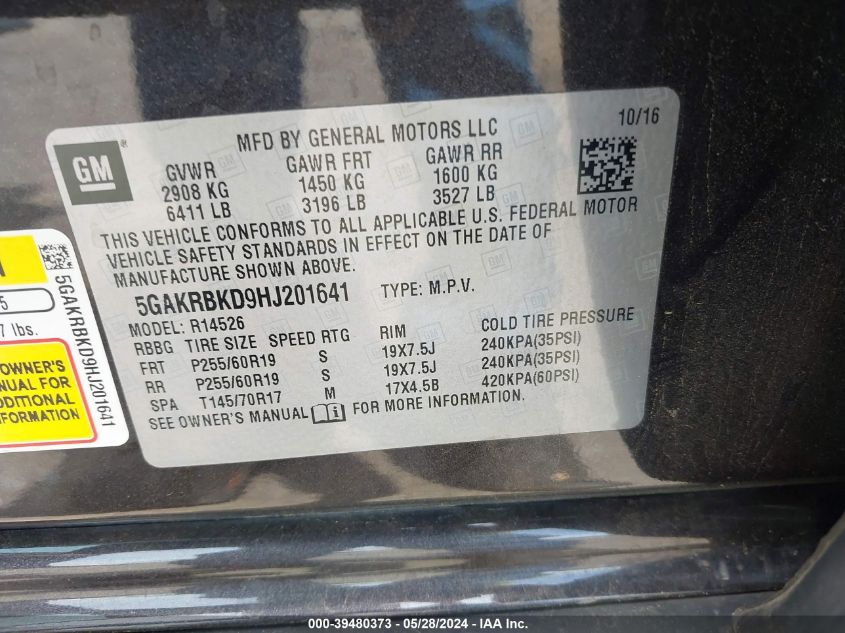 10/16
MFD BY GENERAL MOTORS LLC
GM
GVWR GAWR FRT GAWR RR
2908 KG 1450 KG 1600 KG
6411 LB 3196 LB 3527 LB
THIS VEHICLE CONFORMS TO ALL APPLICABLE U.S. FEDERAL MOTOR
VEHICLE SAFETY STANDARDS IN EFFECT ON THE DATE OF
MANUFACTURE SHOWN ABOVE.
5GAKRBKD9HJ201641 TYPE: M.P.V.
MODEL: R14526
RBBG TIRE SIZE SPEED RTG RIM COLD TIRE PRESSURE
FRT P255/60R19 S 19X7.5J 240KPA(35PSI)
RR P255/60R19 S 19X7.5J 240KPA(35PSI)
SPA T145/70R17 M 17X4.5B 420KPA(60PSI)
SEE OWNER'S MANUAL FOR MORE INFORMATION.
5
7 lbs.
OWNER'S
MANUAL FOR
ADDITIONAL
INFORMATION
5GAKRBKD9HJ201641
000-39480373 - 05/28/2024 - IAA.